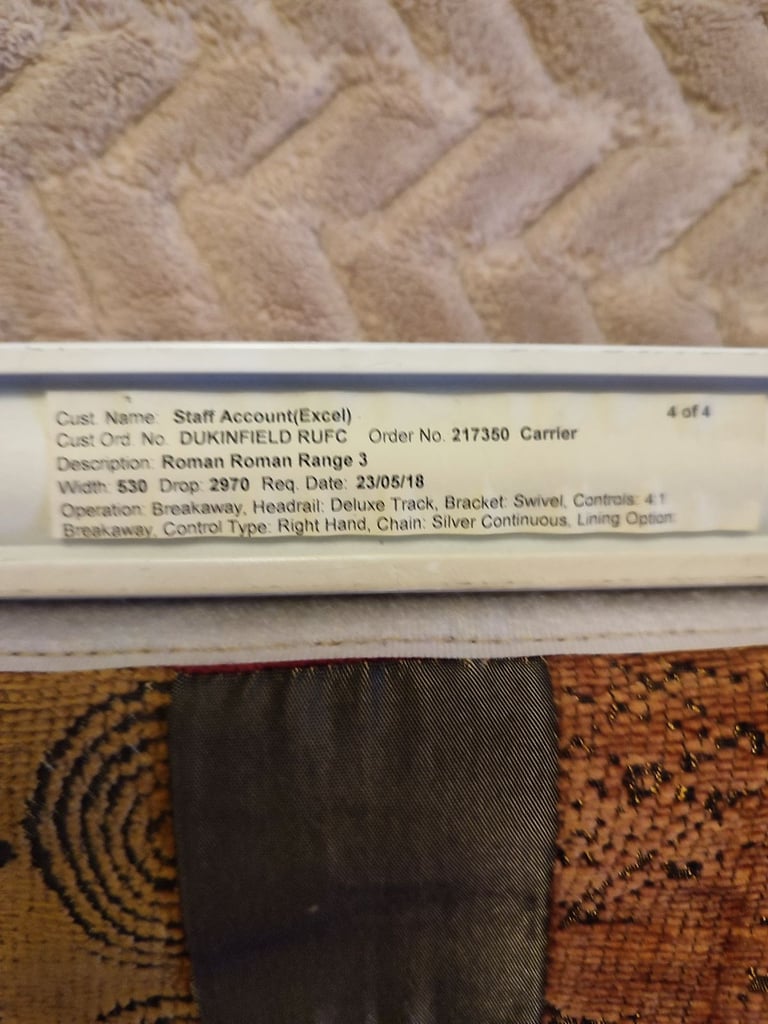 Cust. Name: Staff Account(Excel) 4 of 4
Cust Ord. No. DUKINFIELD RUFC Order No. 217350 Carrier
Description: Roman Roman Range 3
Width: 530 Drop: 2970 Req. Date: 23/05/18
Operation: Breakaway, Headrail: Deluxe Track, Bracket: Swivel, Controls: 4:1
Breakaway, Control Type: Right Hand, Chain: Silver Continuous, Lining Option: